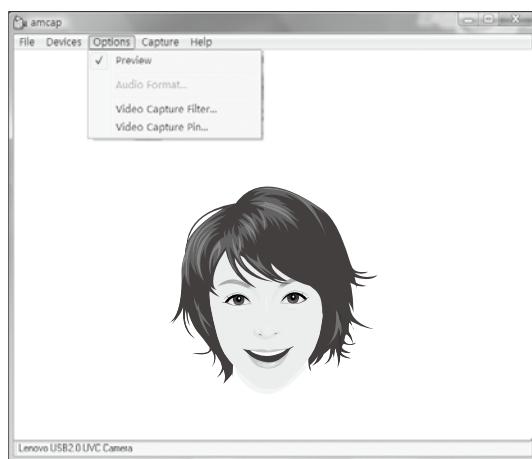 amcap
File Devices Options Capture Help
✓ Preview
Audio Format...
Video Capture Filter...
Video Capture Pin...
Lenovo USB2.0 UVC Camera